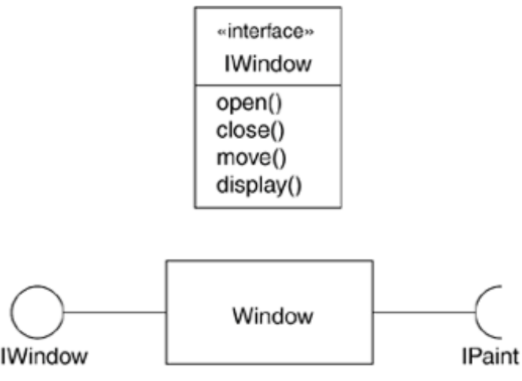 «interface»
IWindow
open()
close()
move()
display()
Window
IWindow
IPaint